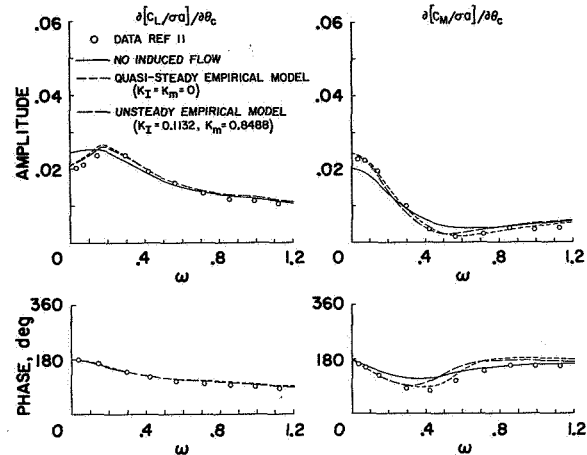 ∂[C_L/σa]/∂θ_c
∂[C_M/σa]/∂θ_c
.06
.04
.02
0
AMPLITUDE
○ DATA REF 11
NO INDUCED FLOW
QUASI-STEADY EMPIRICAL MODEL
(K_I=K_m=0)
UNSTEADY EMPIRICAL MODEL
(K_I=0.1132, K_m=0.8488)
.4 .8 1.2
ω
.06
.04
.02
0 .4 .8 1.2
ω
360
180
0
PHASE, deg
.4 .8 1.2
ω
360
180
0 .4 .8 1.2
ω